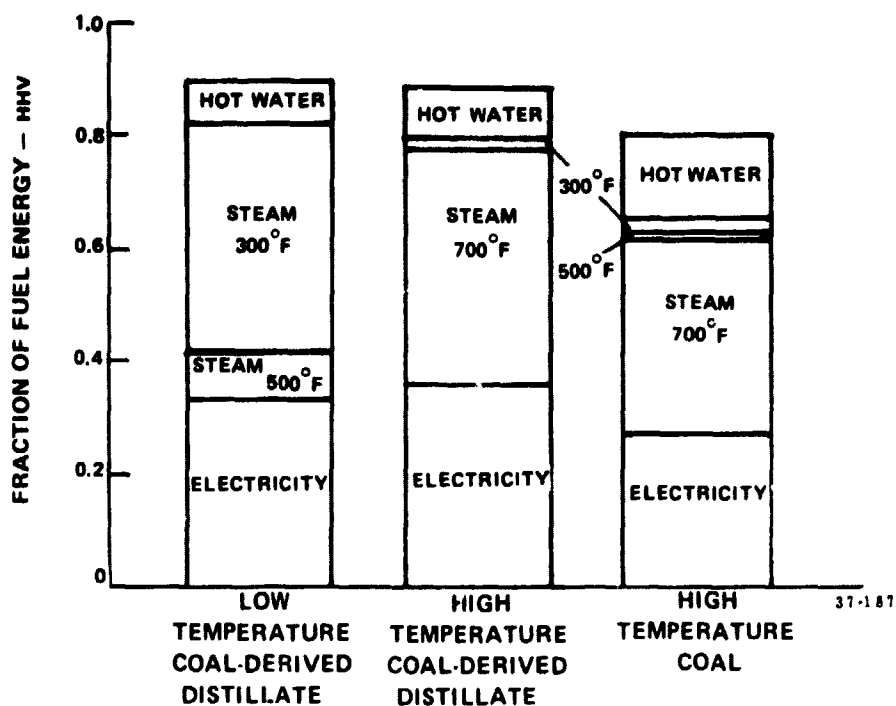 FRACTION OF FUEL ENERGY – HHV
1.0
0.8
0.6
0.4
0.2
0
HOT WATER
STEAM
300°F
STEAM
500°F
ELECTRICITY
HOT WATER
STEAM
700°F
ELECTRICITY
300°F
500°F
HOT WATER
STEAM
700°F
ELECTRICITY
LOW
TEMPERATURE
COAL-DERIVED
DISTILLATE
HIGH
TEMPERATURE
COAL-DERIVED
DISTILLATE
HIGH
TEMPERATURE
COAL
37-187